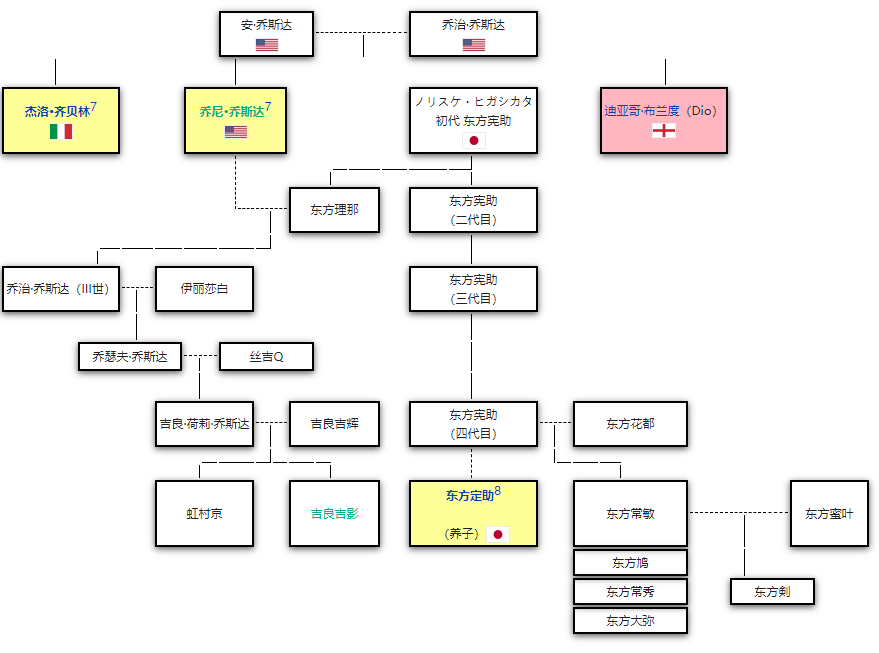 安·乔斯达
乔治·乔斯达
杰洛·齐贝林7
乔尼·乔斯达7
ノリスケ・ヒガシカタ
初代 东方宪助
迪亚哥·布兰度（Dio）
东方理那
东方宪助
（二代目）
乔治·乔斯达（III世）
伊丽莎白
东方宪助
（三代目）
乔瑟夫·乔斯达
丝吉Q
吉良·荷莉·乔斯达
吉良吉辉
东方宪助
（四代目）
东方花都
虹村京
吉良吉影
东方定助8
（养子）
东方常敏
东方蜜叶
东方鸠
东方常秀
东方大弥
东方剣